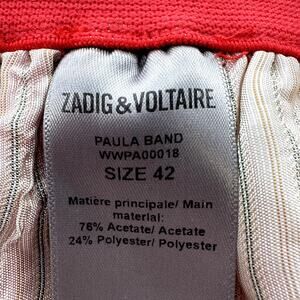 ZADIG&VOLTAIRE
PAULA BAND
WWPA00018
SIZE 42
Matière principale/ Main
material:
76% Acetate/ Acetate
24% Polyester/ Polyester